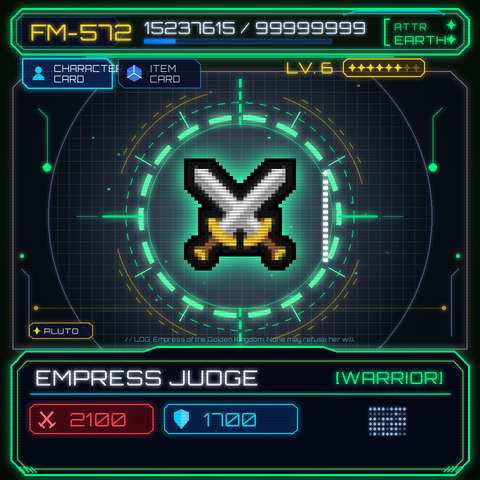 FM-572
15237615 / 99999999
ATTR
EARTH
CHARACTER
CARD
ITEM
CARD
LV. 6
PLUTO
// LOG: Empress of the Golden Kingdom. None may refuse her will.
EMPRESS JUDGE
[WARRIOR]
2100
1700